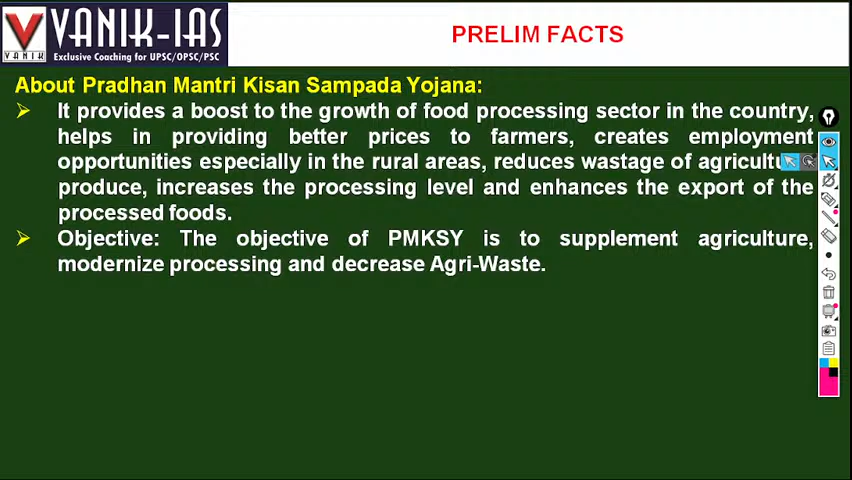 VANIK-IAS
VANIK
Exclusive Coaching for UPSC/OPSC/PSC
PRELIM FACTS
About Pradhan Mantri Kisan Sampada Yojana:
It provides a boost to the growth of food processing sector in the country,
helps in providing better prices to farmers, creates employment
opportunities especially in the rural areas, reduces wastage of
produce, increases the processing level and enhances the export of the
processed foods.
Objective: The objective of PMKSY is to supplement agriculture,
modernize processing and decrease Agri-Waste.